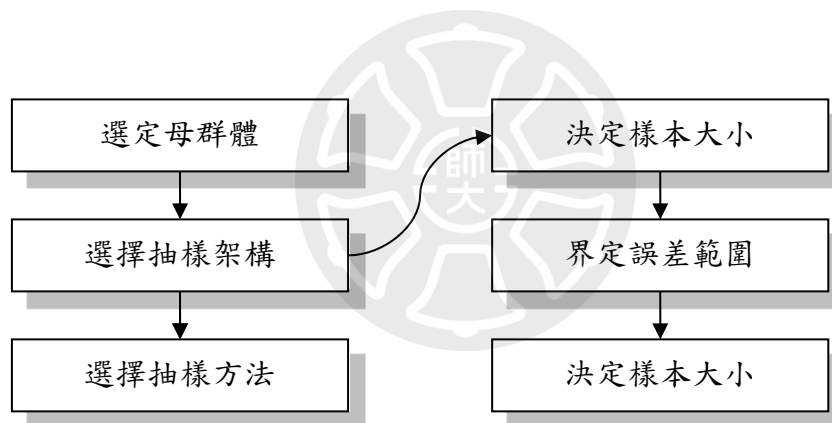 選定母群體
選擇抽樣架構
選擇抽樣方法
決定樣本大小
界定誤差範圍
決定樣本大小
師大